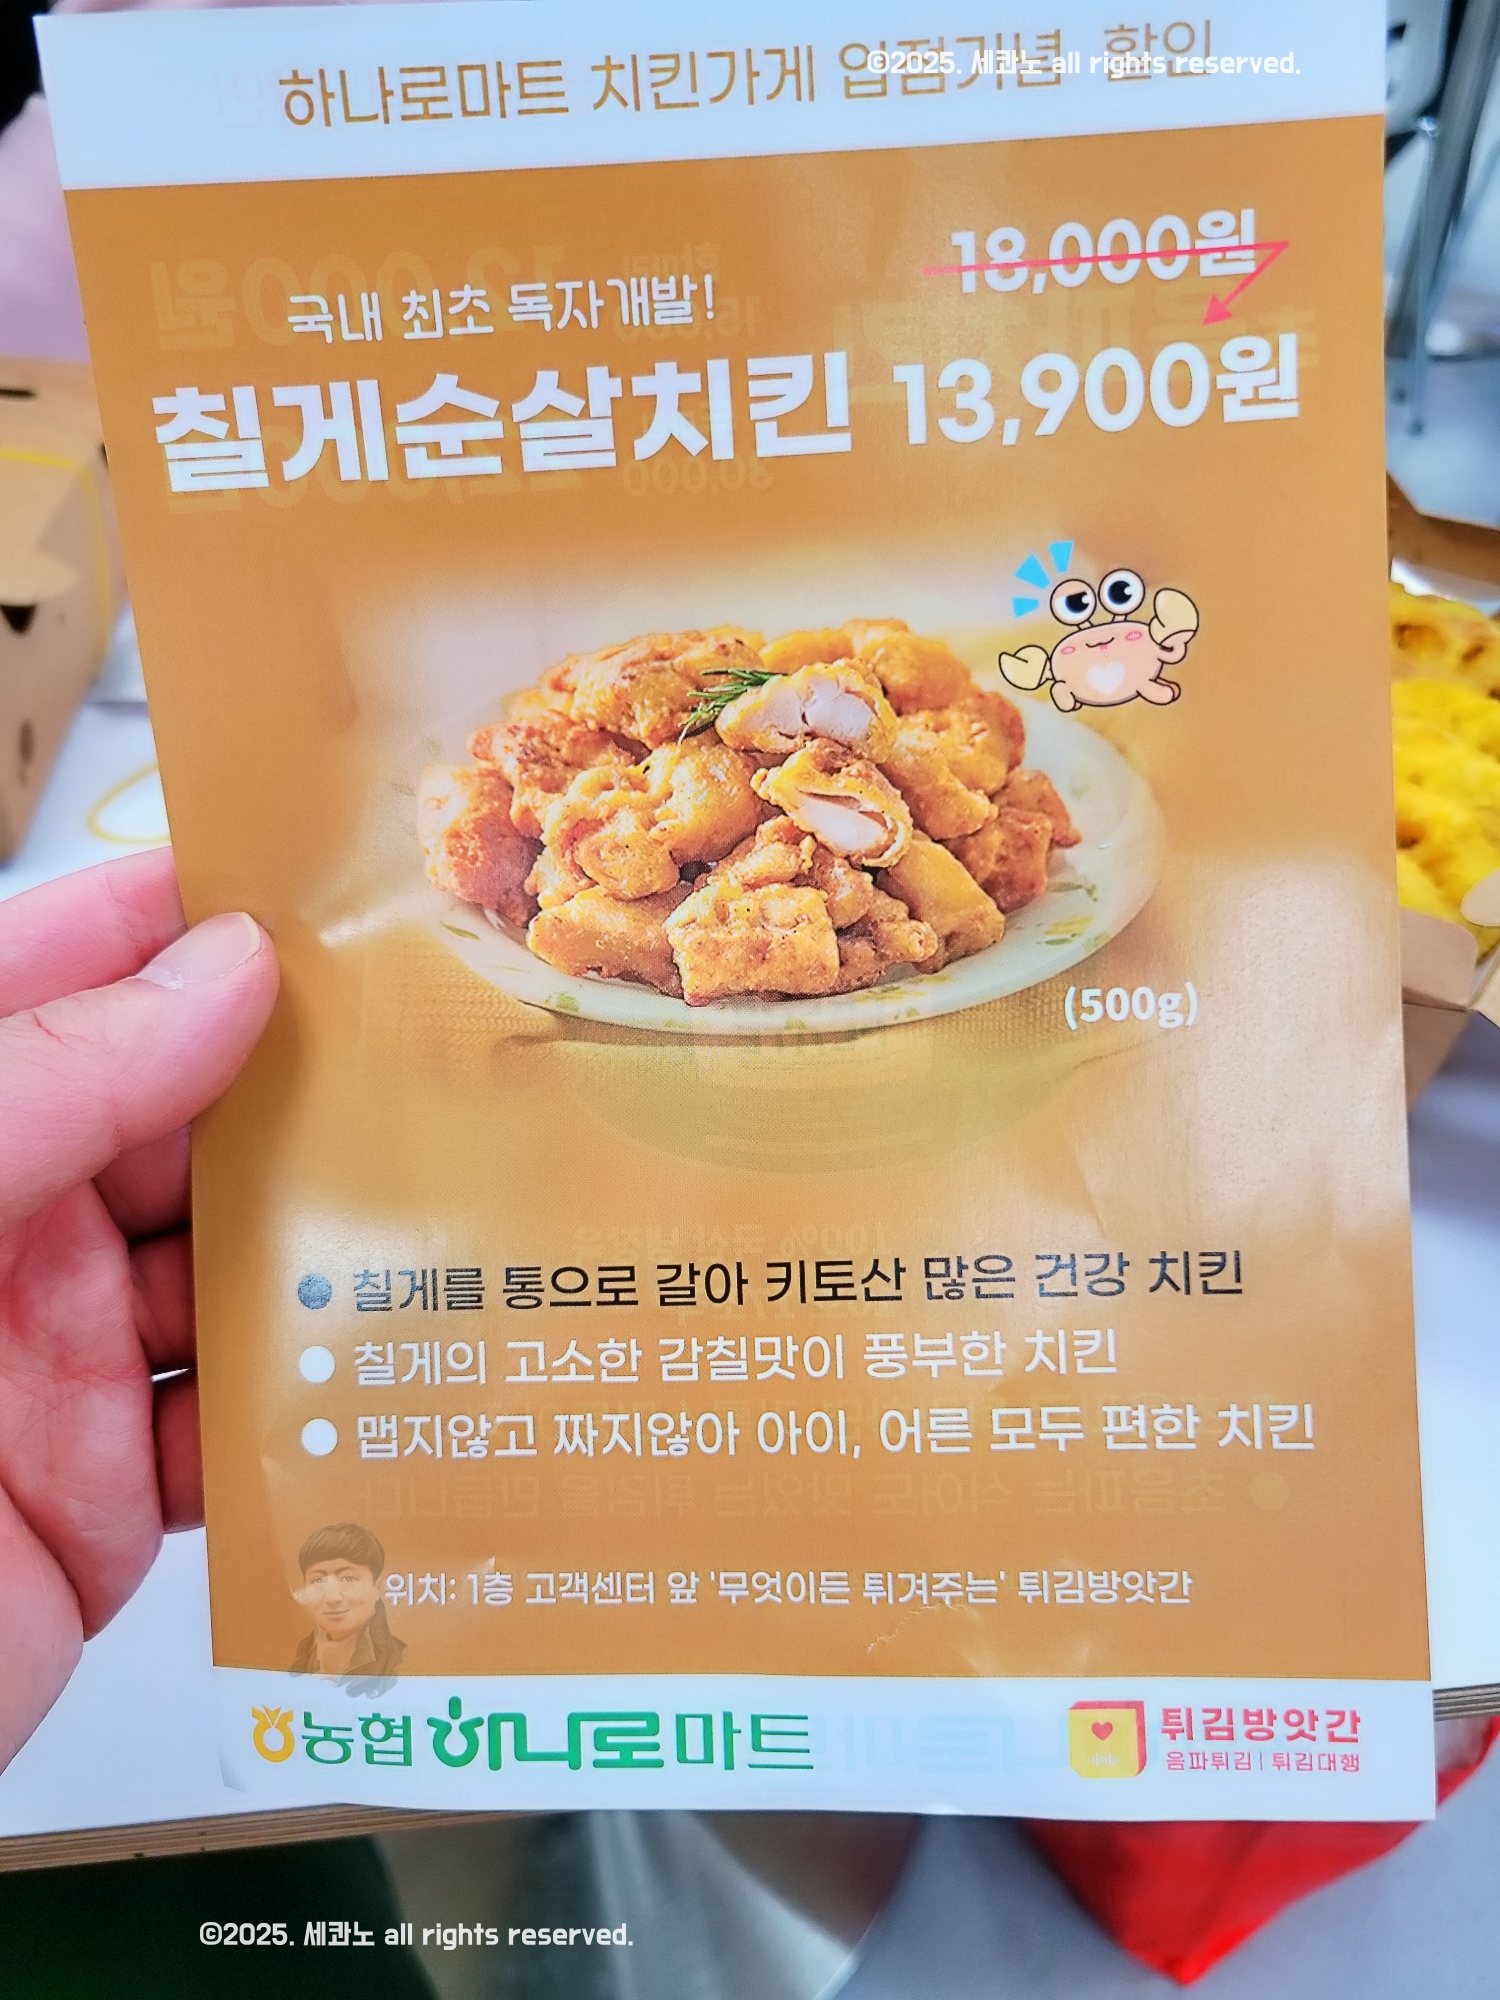 하나로마트 치킨가게 입점기념 할인
©2025. 세콴노 all rights reserved.
18,000원
국내 최초 독자개발!
칠게순살치킨 13,900원
(500g)
칠게를 통으로 갈아 키토산 많은 건강 치킨
칠게의 고소한 감칠맛이 풍부한 치킨
맵지않고 짜지않아 아이, 어른 모두 편한 치킨
위치: 1층 고객센터 앞 '무엇이든 튀겨주는' 튀김방앗간
농협 하나로마트
튀김방앗간
음파튀김 | 튀김대행
©2025. 세콴노 all rights reserved.